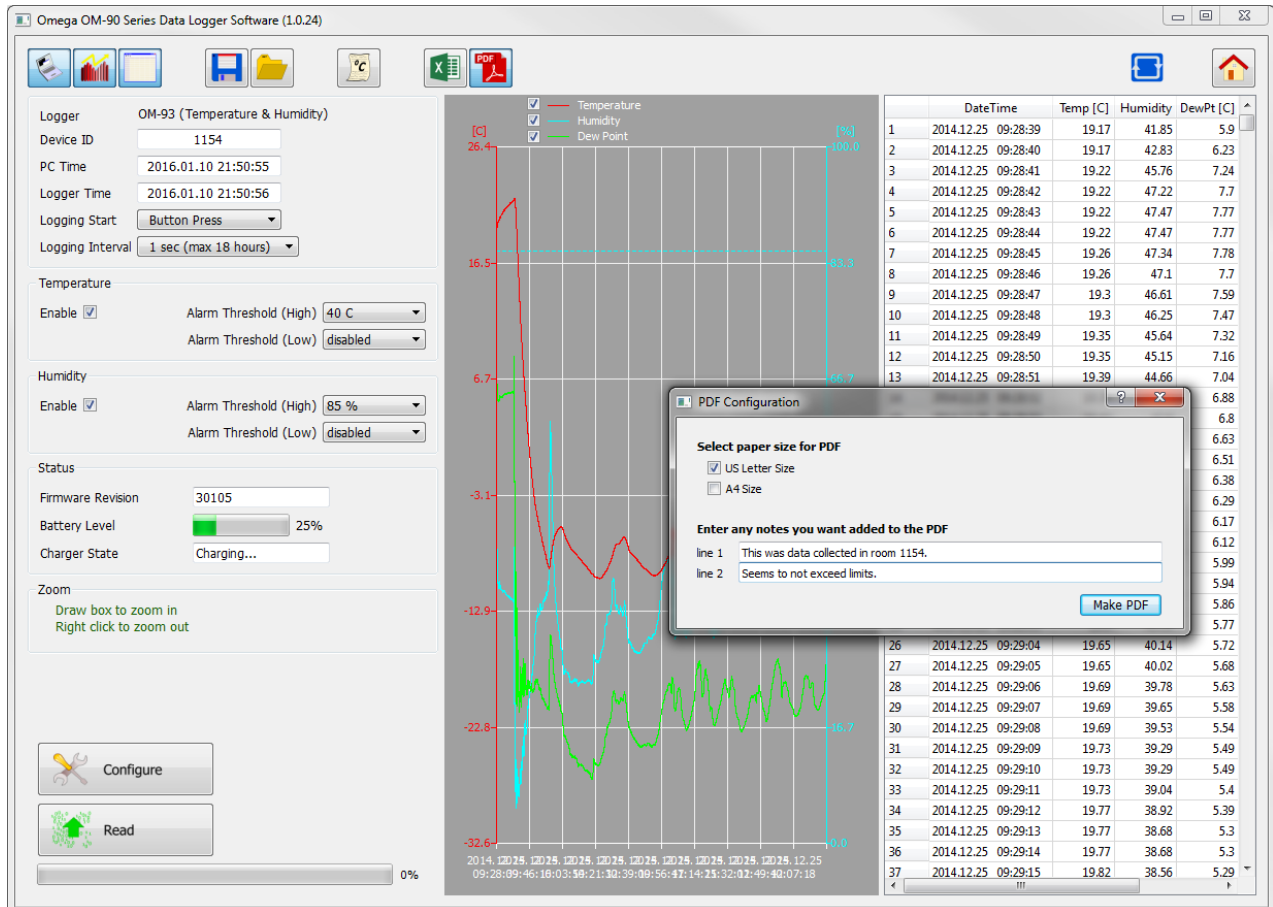 Omega OM-90 Series Data Logger Software (1.0.24)
°C
X
PDF
Logger OM-93 (Temperature & Humidity)
Device ID 1154
PC Time 2016.01.10 21:50:55
Logger Time 2016.01.10 21:50:56
Logging Start Button Press
Logging Interval 1 sec (max 18 hours)
Temperature
Enable Alarm Threshold (High) 40 C
Alarm Threshold (Low) disabled
Humidity
Enable Alarm Threshold (High) 85 %
Alarm Threshold (Low) disabled
Status
Firmware Revision 30105
Battery Level 25%
Charger State Charging...
Zoom
Draw box to zoom in
Right click to zoom out
Configure
Read
0%
Temperature
Humidity
Dew Point
[C] [%]
26.4 100.0
16.5 83.3
6.7 66.7
-3.1
-12.9
-22.8 16.7
-32.6 0.0
DateTime Temp [C] Humidity DewPt [C]
1 2014.12.25 09:28:39 19.17 41.85 5.9
2 2014.12.25 09:28:40 19.17 42.83 6.23
3 2014.12.25 09:28:41 19.22 45.76 7.24
4 2014.12.25 09:28:42 19.22 47.22 7.7
5 2014.12.25 09:28:43 19.22 47.47 7.77
6 2014.12.25 09:28:44 19.22 47.47 7.77
7 2014.12.25 09:28:45 19.26 47.34 7.78
8 2014.12.25 09:28:46 19.26 47.1 7.7
9 2014.12.25 09:28:47 19.3 46.61 7.59
10 2014.12.25 09:28:48 19.3 46.25 7.47
11 2014.12.25 09:28:49 19.35 45.64 7.32
12 2014.12.25 09:28:50 19.35 45.15 7.16
13 2014.12.25 09:28:51 19.39 44.66 7.04
6.88
6.8
6.63
6.51
6.38
6.29
6.17
6.12
5.99
5.94
5.86
5.77
26 2014.12.25 09:29:04 19.65 40.14 5.72
27 2014.12.25 09:29:05 19.65 40.02 5.68
28 2014.12.25 09:29:06 19.69 39.78 5.63
29 2014.12.25 09:29:07 19.69 39.65 5.58
30 2014.12.25 09:29:08 19.69 39.53 5.54
31 2014.12.25 09:29:09 19.73 39.29 5.49
32 2014.12.25 09:29:10 19.73 39.29 5.49
33 2014.12.25 09:29:11 19.73 39.04 5.4
34 2014.12.25 09:29:12 19.77 38.92 5.39
35 2014.12.25 09:29:13 19.77 38.68 5.3
36 2014.12.25 09:29:14 19.77 38.68 5.3
37 2014.12.25 09:29:15 19.82 38.56 5.29
PDF Configuration
Select paper size for PDF
US Letter Size
A4 Size
Enter any notes you want added to the PDF
line 1 This was data collected in room 1154.
line 2 Seems to not exceed limits.
Make PDF